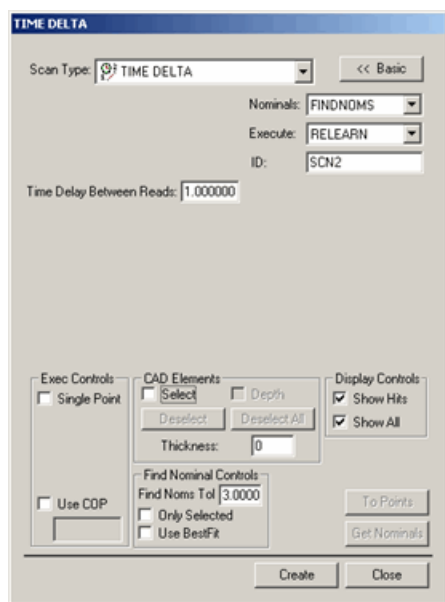 TIME DELTA
Scan Type: TIME DELTA << Basic
Nominals: FINDNOMS
Execute: RELEARN
ID: SCN2
Time Delay Between Reads: 1.000000
Exec Controls CAD Elements Display Controls
Single Point Select Depth Show Hits
Deselect Deselect All Show All
Thickness: 0
Find Nominal Controls
Find Noms Tol 3.0000
Use COP Only Selected To Points
Use BestFit Get Nominals
Create Close